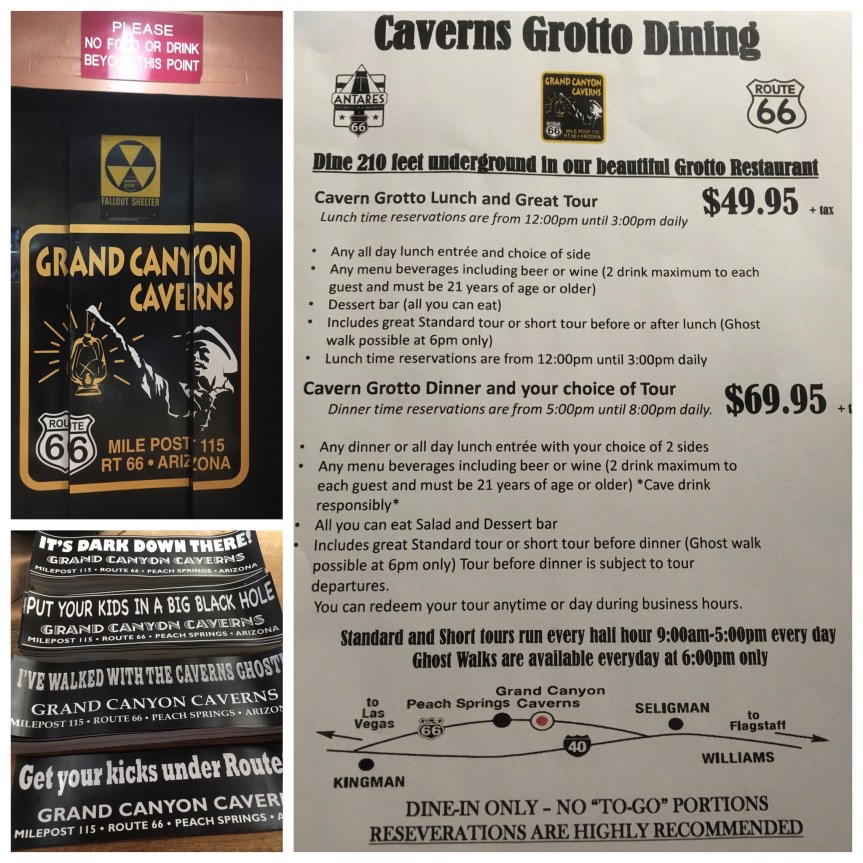 PLEASE
NO FOOD OR DRINK
BEYOND THIS POINT
FALLOUT SHELTER
GRAND CANYON
CAVERNS
ROUTE
66
MILE POST 115
RT 66 • ARIZONA
IT'S DARK DOWN THERE!
GRAND CANYON CAVERNS
MILEPOST 115 • ROUTE 66 • PEACH SPRINGS, ARIZONA
PUT YOUR KIDS IN A BIG BLACK HOLE
GRAND CANYON CAVERNS
MILEPOST 115 • ROUTE 66 • PEACH SPRINGS, ARIZONA
I'VE WALKED WITH THE CAVERNS GHOST
GRAND CANYON CAVERNS
MILEPOST 115 • ROUTE 66 • PEACH SPRINGS, ARIZON
Get your kicks under Route
GRAND CANYON CAVER
MILEPOST 115 • ROUTE 66 • PEACH SPRINGS, A
Caverns Grotto Dining
ANTARES
66
GRAND CANYON
CAVERNS
ROUTE
66
MILE POST 115
RT 66 • ARIZONA
ROUTE
66
Dine 210 feet underground in our beautiful Grotto Restaurant
Cavern Grotto Lunch and Great Tour $49.95 + tax
Lunch time reservations are from 12:00pm until 3:00pm daily
• Any all day lunch entrée and choice of side
• Any menu beverages including beer or wine (2 drink maximum to each
guest and must be 21 years of age or older)
• Dessert bar (all you can eat)
• Includes great Standard tour or short tour before or after lunch (Ghost
walk possible at 6pm only)
• Lunch time reservations are from 12:00pm until 3:00pm daily
Cavern Grotto Dinner and your choice of Tour $69.95 + t
Dinner time reservations are from 5:00pm until 8:00pm daily.
• Any dinner or all day lunch entrée with your choice of 2 sides
• Any menu beverages including beer or wine (2 drink maximum to
each guest and must be 21 years of age or older) *Cave drink
responsibly*
• All you can eat Salad and Dessert bar
• Includes great Standard tour or short tour before dinner (Ghost walk
possible at 6pm only) Tour before dinner is subject to tour
departures.
You can redeem your tour anytime or day during business hours.
Standard and Short tours run every half hour 9:00am-5:00pm every day
Ghost Walks are available everyday at 6:00pm only
to
Las
Vegas
Peach Springs
Grand Canyon
Caverns
SELIGMAN
to
Flagstaff
66
40
KINGMAN
WILLIAMS
DINE-IN ONLY – NO "TO-GO" PORTIONS
RESEVERATIONS ARE HIGHLY RECOMMENDED